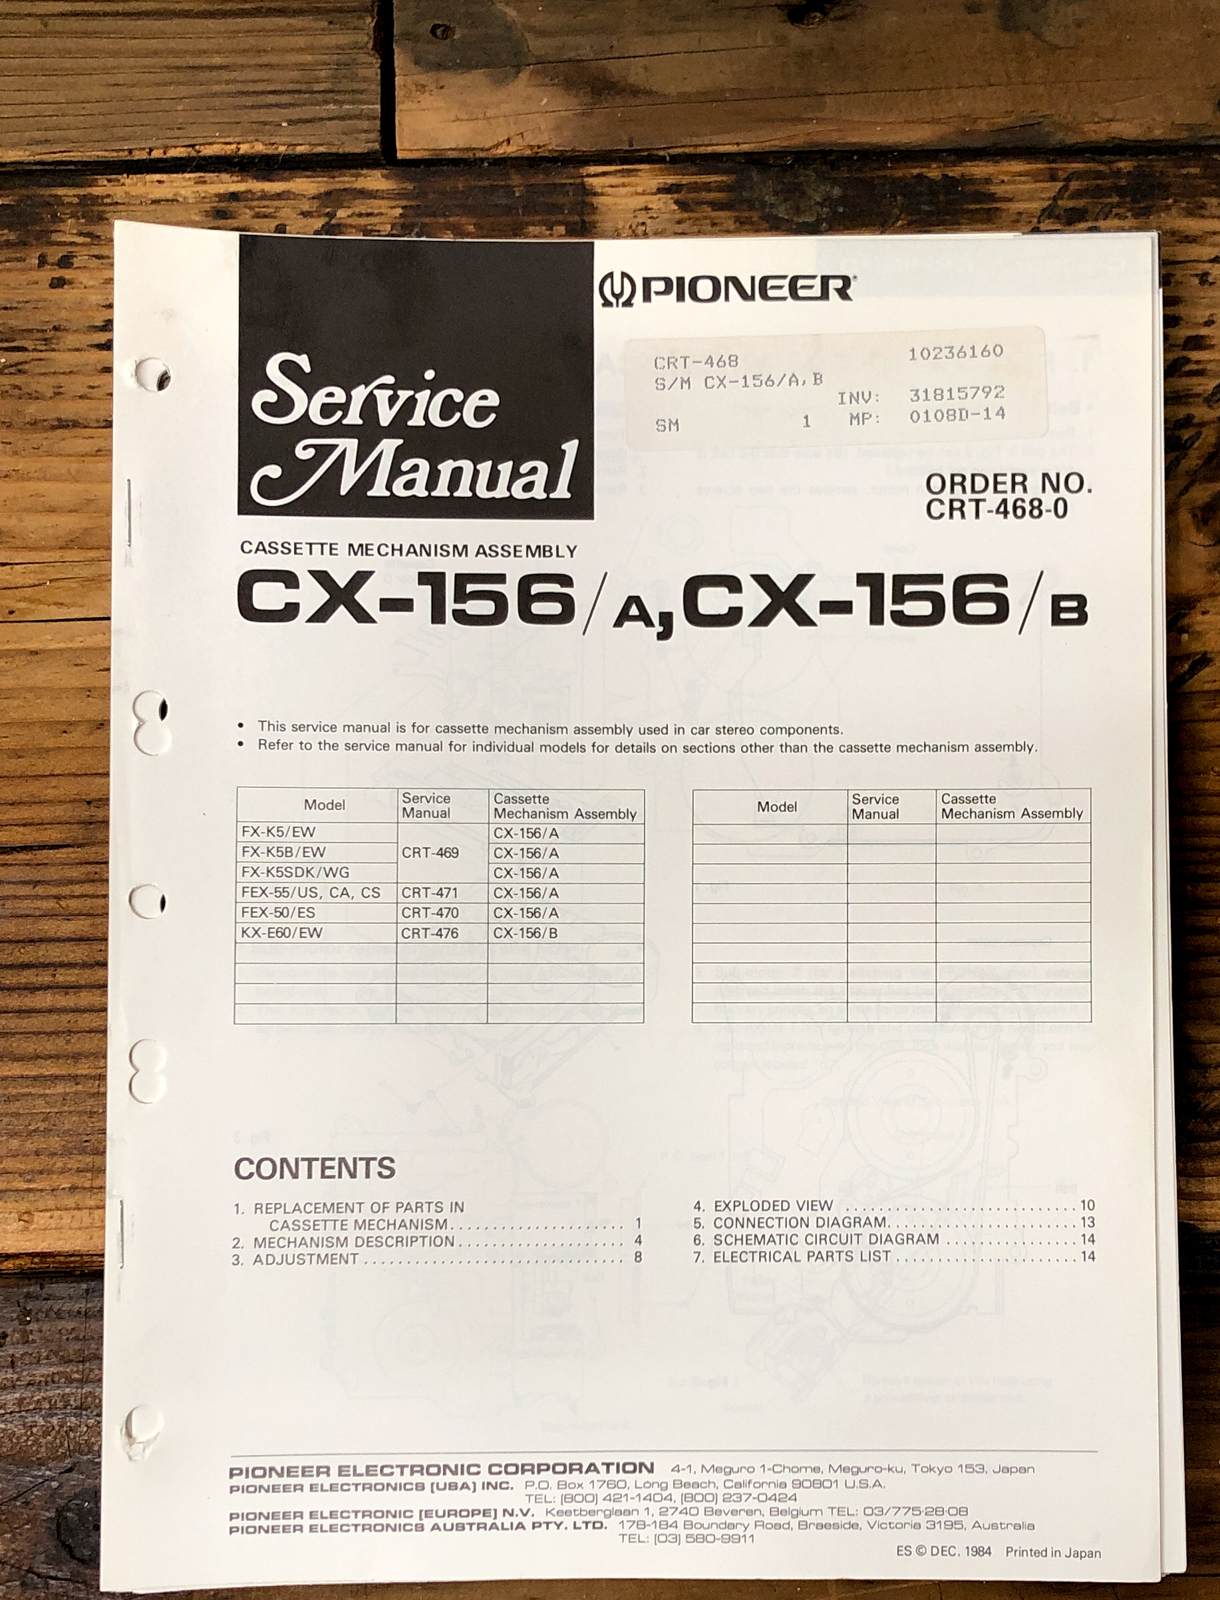 Service
Manual
PIONEER
CRT-468 10236160
S/M CX-156/A,B
INV: 31815792
SM 1 MP: 0108D-14
ORDER NO.
CRT-468-0
CASSETTE MECHANISM ASSEMBLY
CX-156/A, CX-156/B
• This service manual is for cassette mechanism assembly used in car stereo components.
• Refer to the service manual for individual models for details on sections other than the cassette mechanism assembly.
Model Service Manual Cassette Mechanism Assembly
FX-K5/EW CX-156/A
FX-K5B/EW CRT-469 CX-156/A
FX-K5SDK/WG CX-156/A
FEX-55/US, CA, CS CRT-471 CX-156/A
FEX-50/ES CRT-470 CX-156/A
KX-E60/EW CRT-476 CX-156/B
Model Service Manual Cassette Mechanism Assembly
CONTENTS
1. REPLACEMENT OF PARTS IN
CASSETTE MECHANISM..................... 1
2. MECHANISM DESCRIPTION.................... 4
3. ADJUSTMENT................................ 8
4. EXPLODED VIEW ............................ 10
5. CONNECTION DIAGRAM....................... 13
6. SCHEMATIC CIRCUIT DIAGRAM ................ 14
7. ELECTRICAL PARTS LIST...................... 14
PIONEER ELECTRONIC CORPORATION 4-1, Meguro 1-Chome, Meguro-ku, Tokyo 153, Japan
PIONEER ELECTRONICS [USA] INC. P.O. Box 1760, Long Beach, California 90801 U.S.A.
TEL: (800) 421-1404, (800) 237-0424
PIONEER ELECTRONIC [EUROPE] N.V. Keetberglaan 1, 2740 Beveren, Belgium TEL: 03/775·28·08
PIONEER ELECTRONICS AUSTRALIA PTY. LTD. 178-184 Boundary Road, Braeside, Victoria 3195, Australia
TEL: (03) 580-9911
ES © DEC. 1984 Printed in Japan